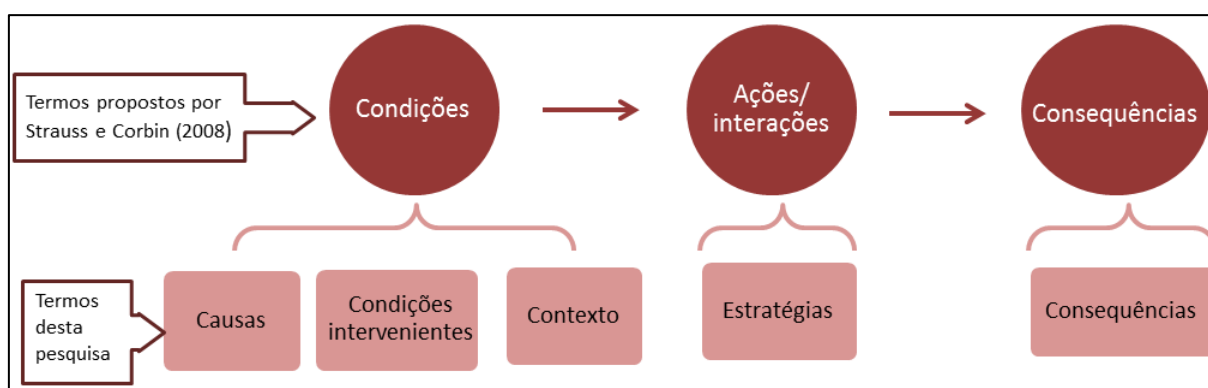 Termos propostos por
Strauss e Corbin (2008)
Condições
Ações/
interações
Consequências
Termos
desta
pesquisa
Causas
Condições
intervenientes
Contexto
Estratégias
Consequências